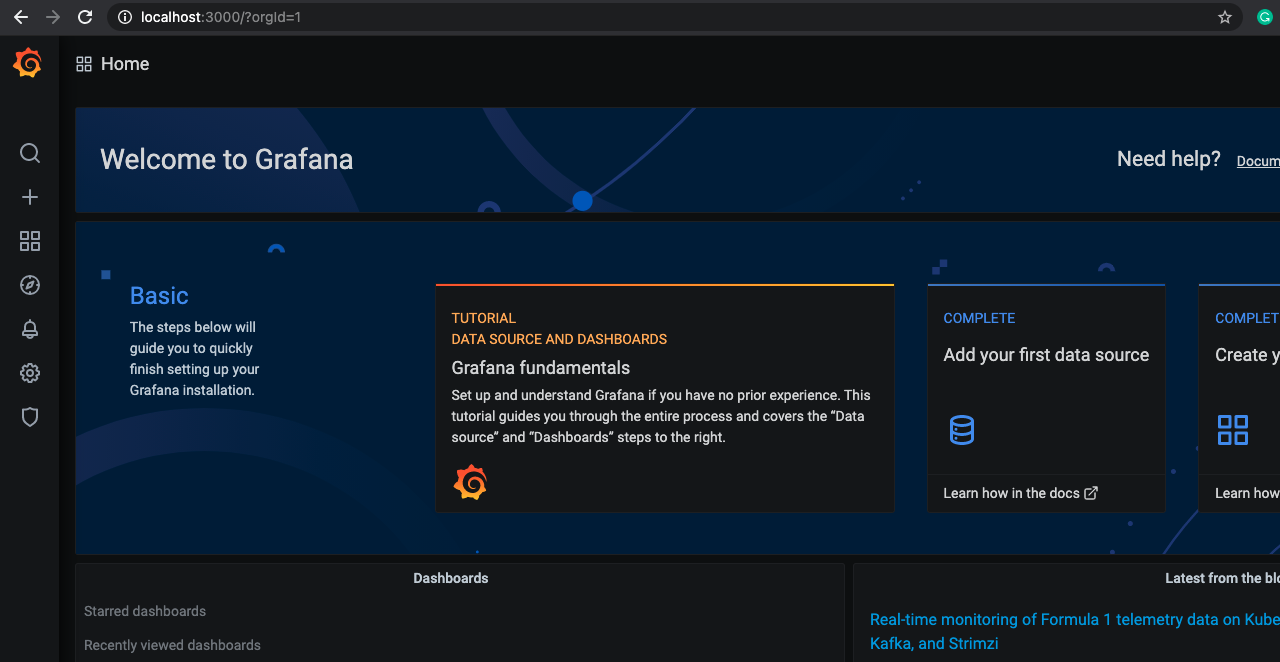 localhost:3000/?orgId=1
Home
Welcome to Grafana
Need help?
Basic
The steps below will
guide you to quickly
finish setting up your
Grafana installation.
TUTORIAL
DATA SOURCE AND DASHBOARDS
Grafana fundamentals
Set up and understand Grafana if you have no prior experience. This
tutorial guides you through the entire process and covers the “Data
source” and “Dashboards” steps to the right.
COMPLETE
Add your first data source
Learn how in the docs
Create
Learn how
Dashboards
Starred dashboards
Recently viewed dashboards
Latest from the
Real-time monitoring of Formula 1 telemetry data on
Kafka, and Strimzi